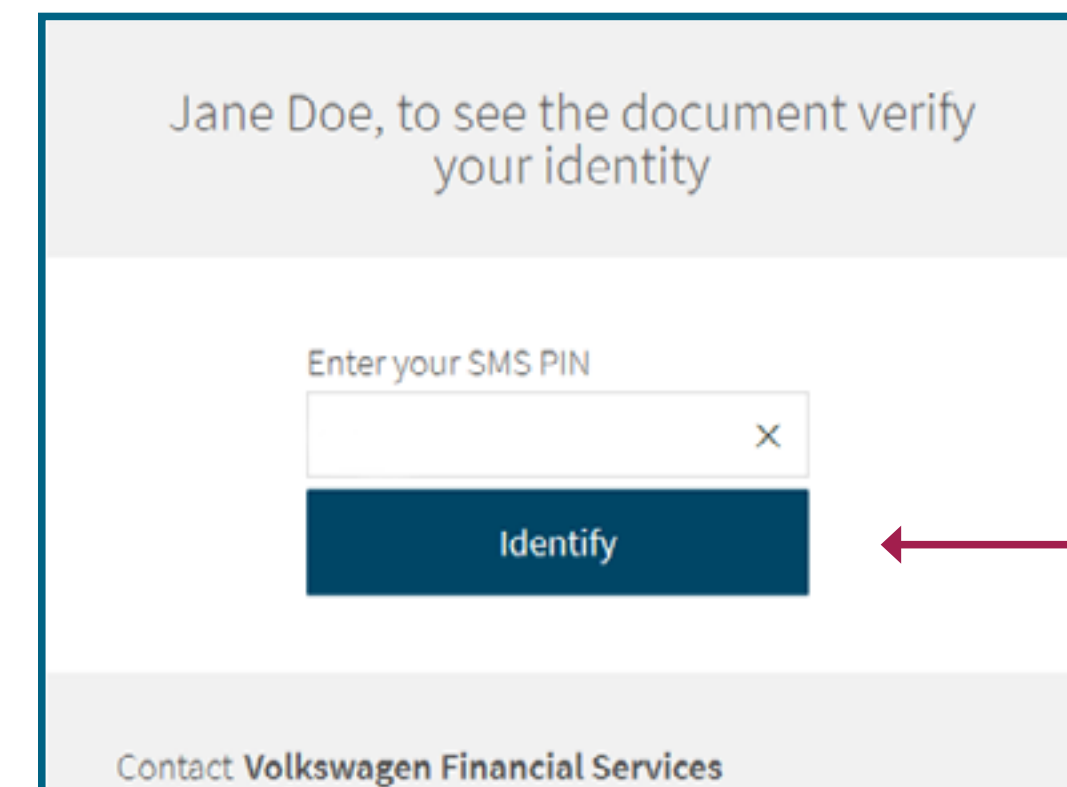 Jane Doe, to see the document verify
your identity
Enter your SMS PIN
Identify
Contact Volkswagen Financial Services